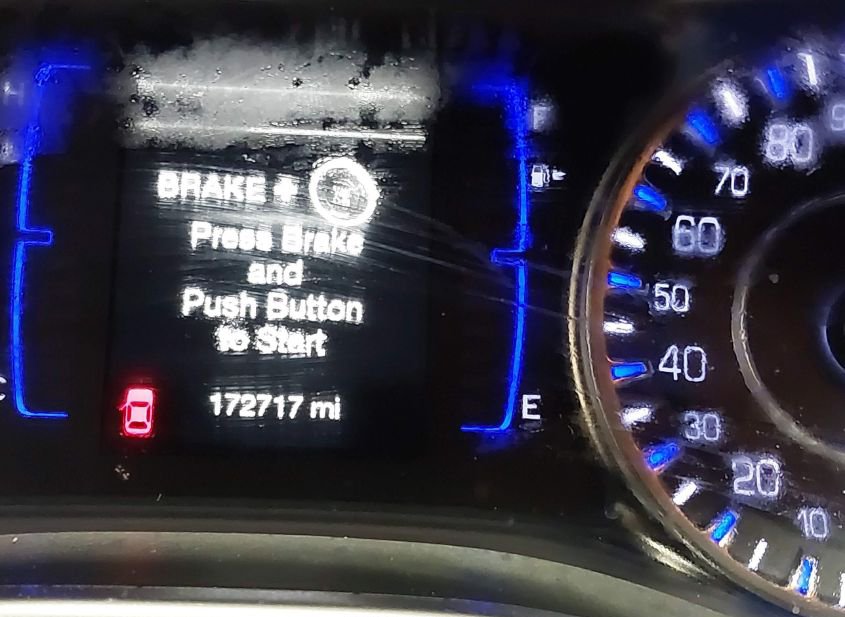 H
F
BRAKE +
Press Brake
and
Push Button
to Start
172717 mi
C
E
80
70
60
50
40
30
20
10